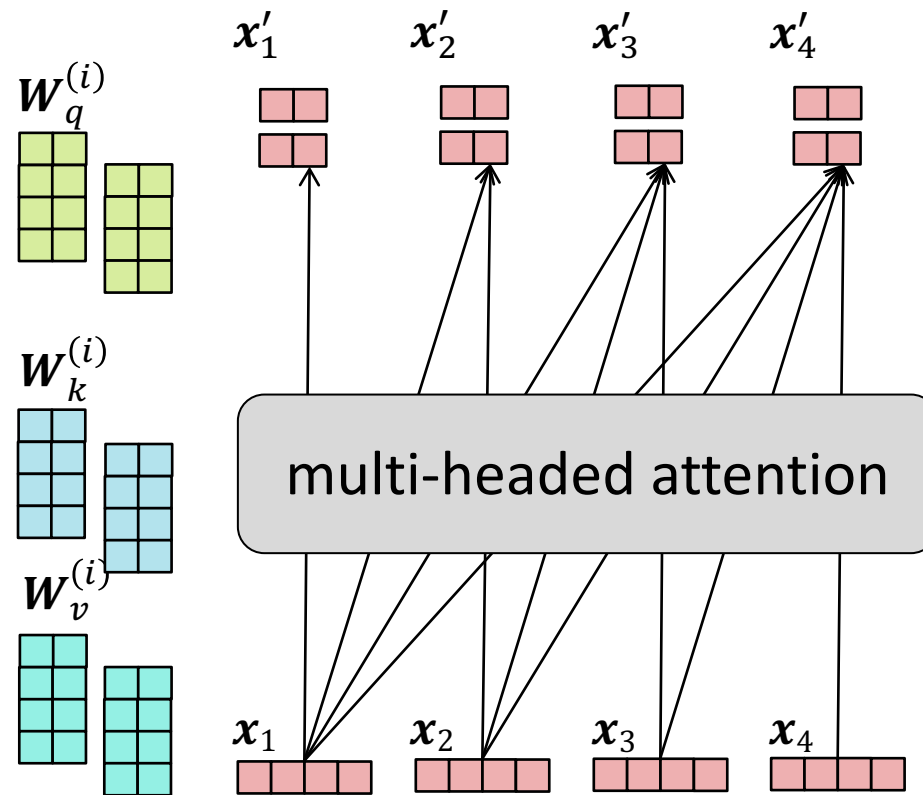 x′₁ x′₂ x′₃ x′₄
W_q^(i)
W_k^(i)
multi-headed attention
W_v^(i)
x₁ x₂ x₃ x₄